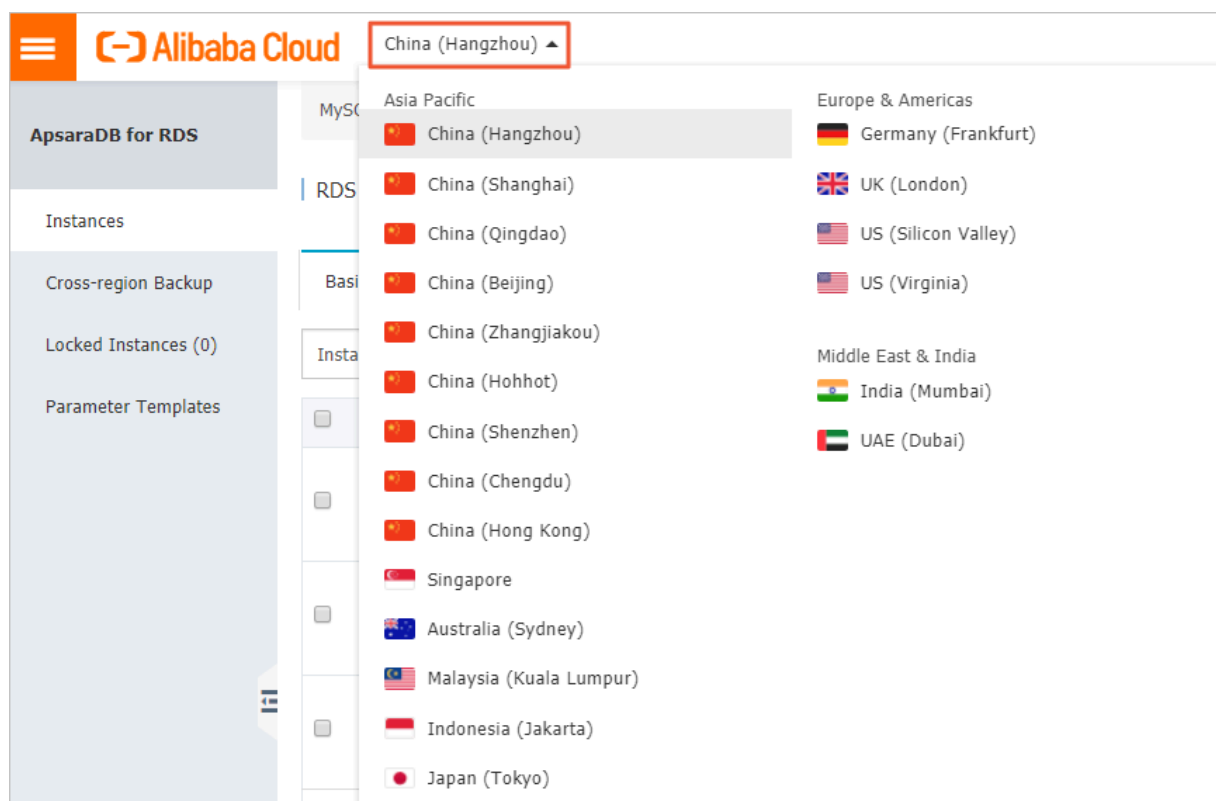 Alibaba Cloud
China (Hangzhou)
ApsaraDB for RDS
Instances
Cross-region Backup
Locked Instances (0)
Parameter Templates
RDS
Asia Pacific
China (Hangzhou)
China (Shanghai)
China (Qingdao)
China (Beijing)
China (Zhangjiakou)
China (Hohhot)
China (Shenzhen)
China (Chengdu)
China (Hong Kong)
Singapore
Australia (Sydney)
Malaysia (Kuala Lumpur)
Indonesia (Jakarta)
Japan (Tokyo)
Europe & Americas
Germany (Frankfurt)
UK (London)
US (Silicon Valley)
US (Virginia)
Middle East & India
India (Mumbai)
UAE (Dubai)